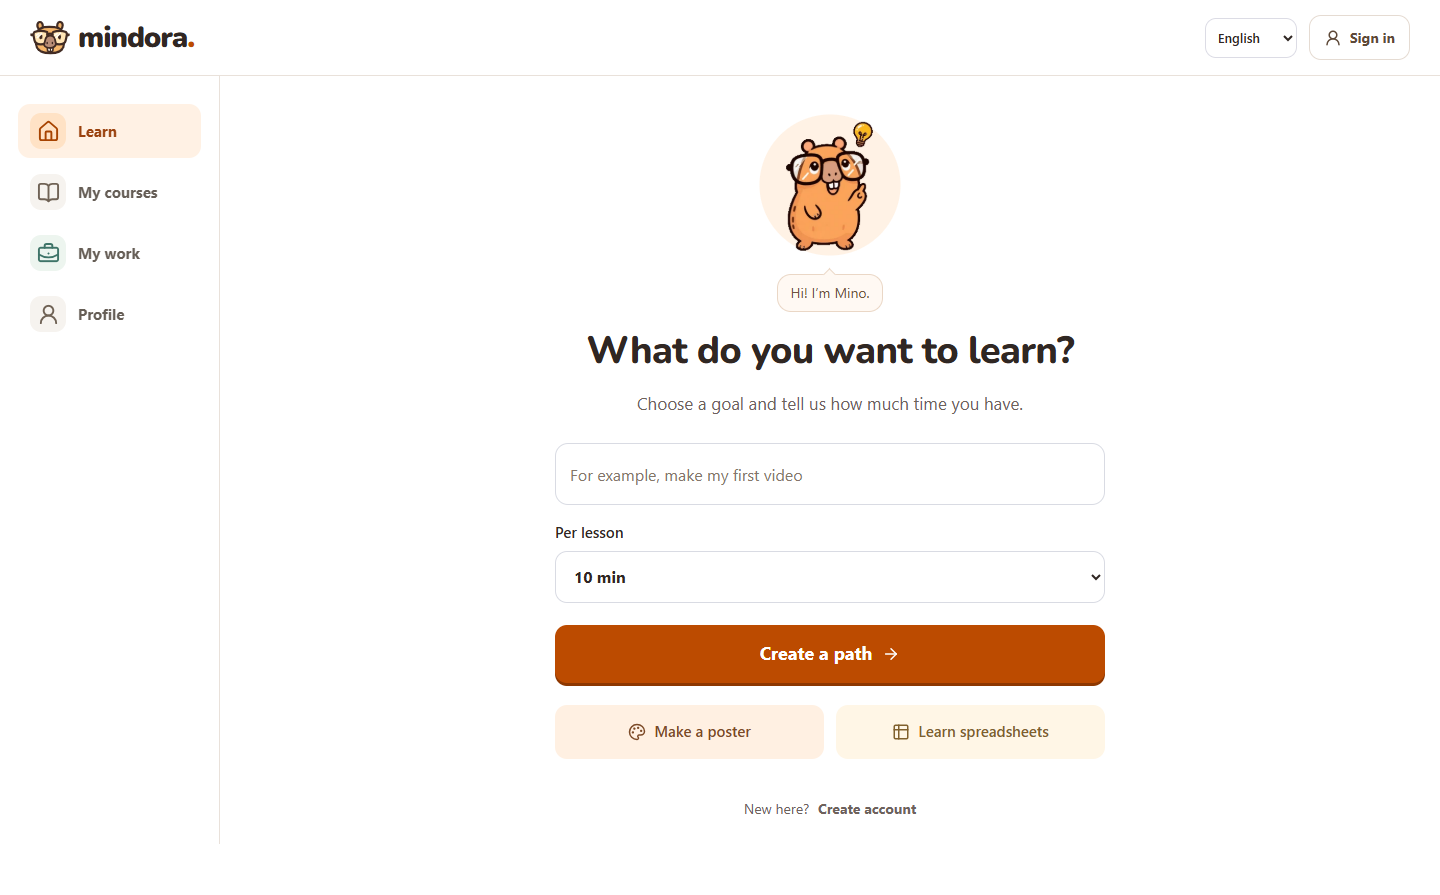 mindora.
English
Sign in
Learn
My courses
My work
Profile
Hi! I'm Mino.
What do you want to learn?
Choose a goal and tell us how much time you have.
For example, make my first video
Per lesson
10 min
Create a path
Make a poster
Learn spreadsheets
New here? Create account